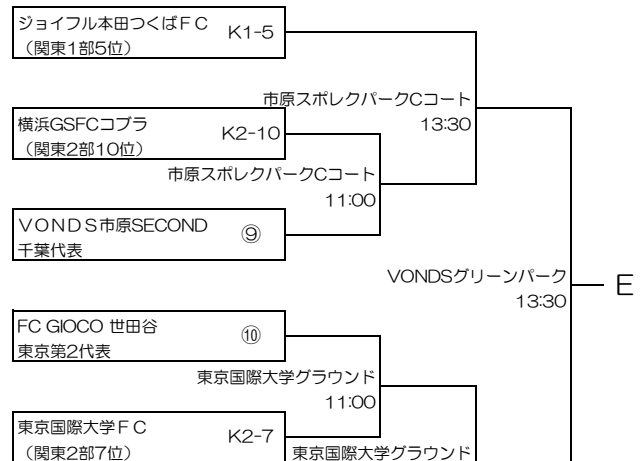 ジョイフル本田つくばＦＣ
（関東1部5位）
K1-5
市原スポレクパークCコート
13:30
横浜GSFCコブラ
（関東2部10位）
K2-10
市原スポレクパークCコート
11:00
ＶＯＮＤＳ市原SECOND
千葉代表
⑨
VONDSグリーンパーク
13:30
E
FC GIOCO 世田谷
東京第2代表
⑩
東京国際大学グラウンド
11:00
東京国際大学ＦＣ
（関東2部7位）
K2-7
東京国際大学グラウンド